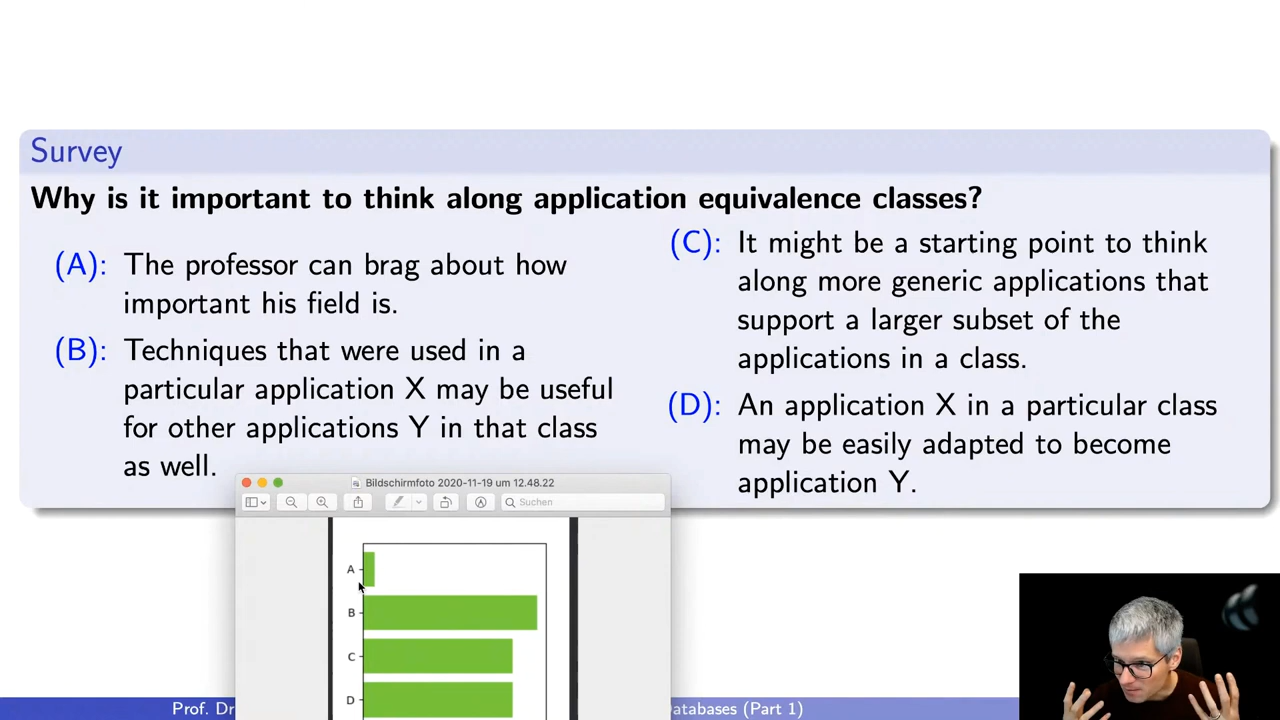 Survey
Why is it important to think along application equivalence classes?
(A): The professor can brag about how
important his field is.
(B): Techniques that were used in a
particular application X may be useful
for other applications Y in that class
as well.
(C): It might be a starting point to think
along more generic applications that
support a larger subset of the
applications in a class.
(D): An application X in a particular class
may be easily adapted to become
application Y.
Bildschirmfoto 2020-11-19 um 12.48.22
Suchen
A
B
C
D
Prof. Dr
atabases (Part 1)